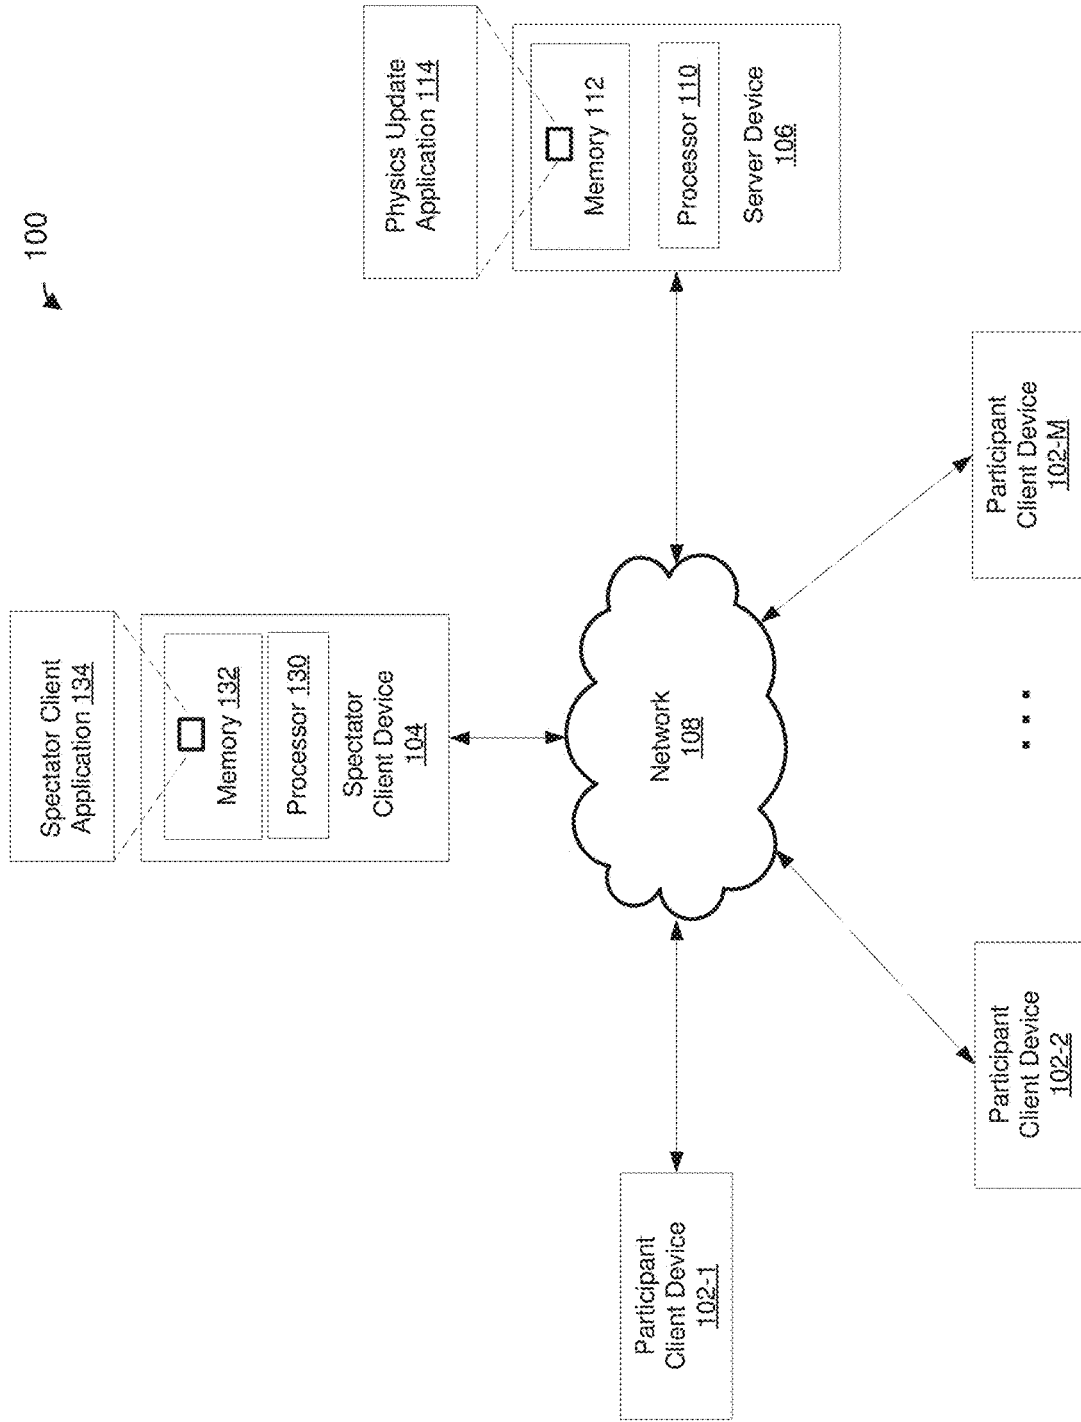 100
Spectator Client
Application 134
Memory 132
Processor 130
Spectator
Client Device
104
Physics Update
Application 114
Memory 112
Processor 110
Server Device
106
Network
108
Participant
Client Device
102-1
Participant
Client Device
102-2
Participant
Client Device
102-M